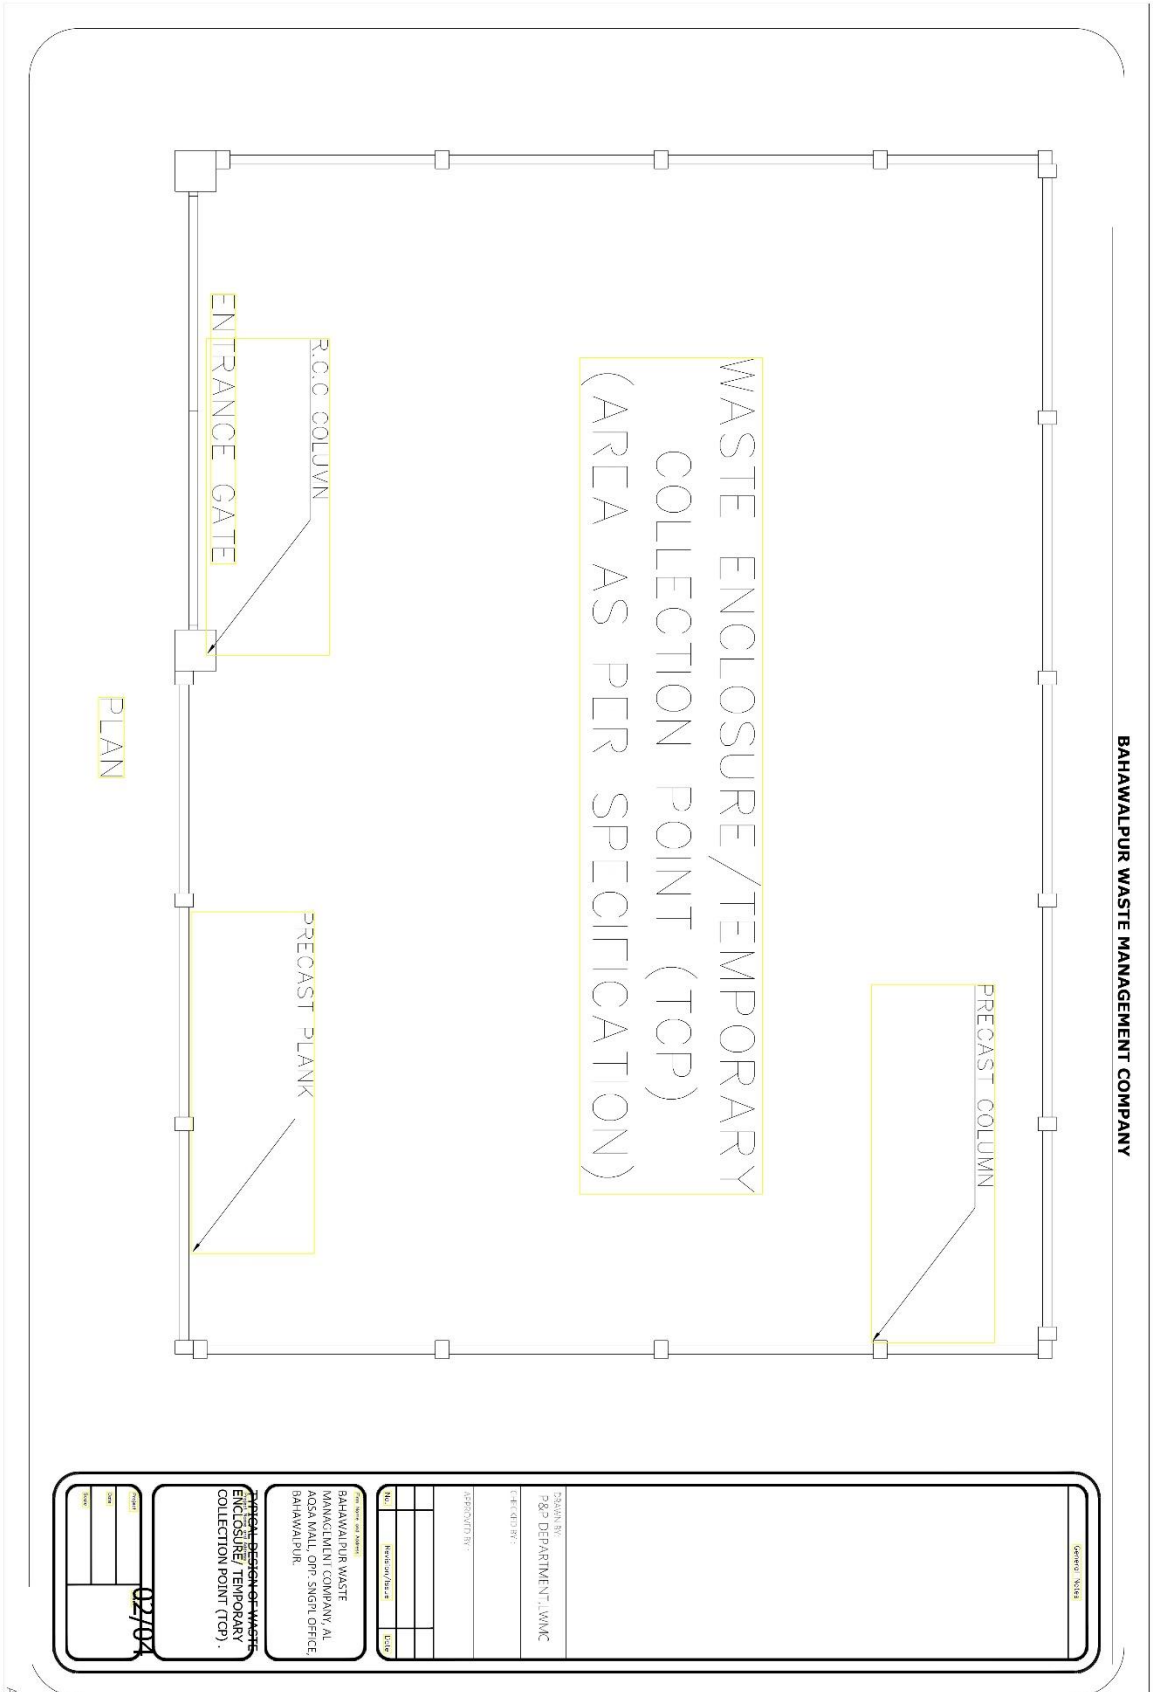 BAHAWALPUR WASTE MANAGEMENT COMPANY
PRECAST COLUMN
WASTE ENCLOSURE/TEMPORARY
COLLECTION POINT (TCP)
(AREA AS PER SPECIFICATION)
R.C.C COLUMN
PRECAST PLANK
ENTRANCE GATE
PLAN
General Notes
DRAWN BY:
P&P DEPARTMENT,LWMC
CHECKED BY :
APPROVED BY :
No.
Revision/Issue
Date
Firm Name and Address
BAHAWALPUR WASTE
MANAGEMENT COMPANY, AL
AQSA MALL, OPP. SNGPL OFFICE,
BAHAWALPUR.
TYPICAL DESIGN OF WASTE
ENCLOSURE/ TEMPORARY
COLLECTION POINT (TCP) .
Project
Date
Scale
02/04